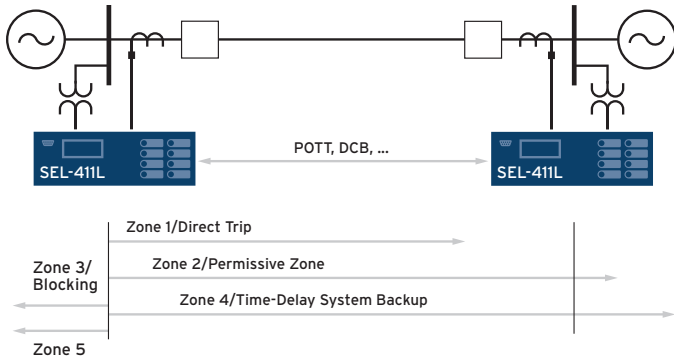 SEL-411L
POTT, DCB, ...
SEL-411L
Zone 1/Direct Trip
Zone 3/
Blocking
Zone 2/Permissive Zone
Zone 4/Time-Delay System Backup
Zone 5